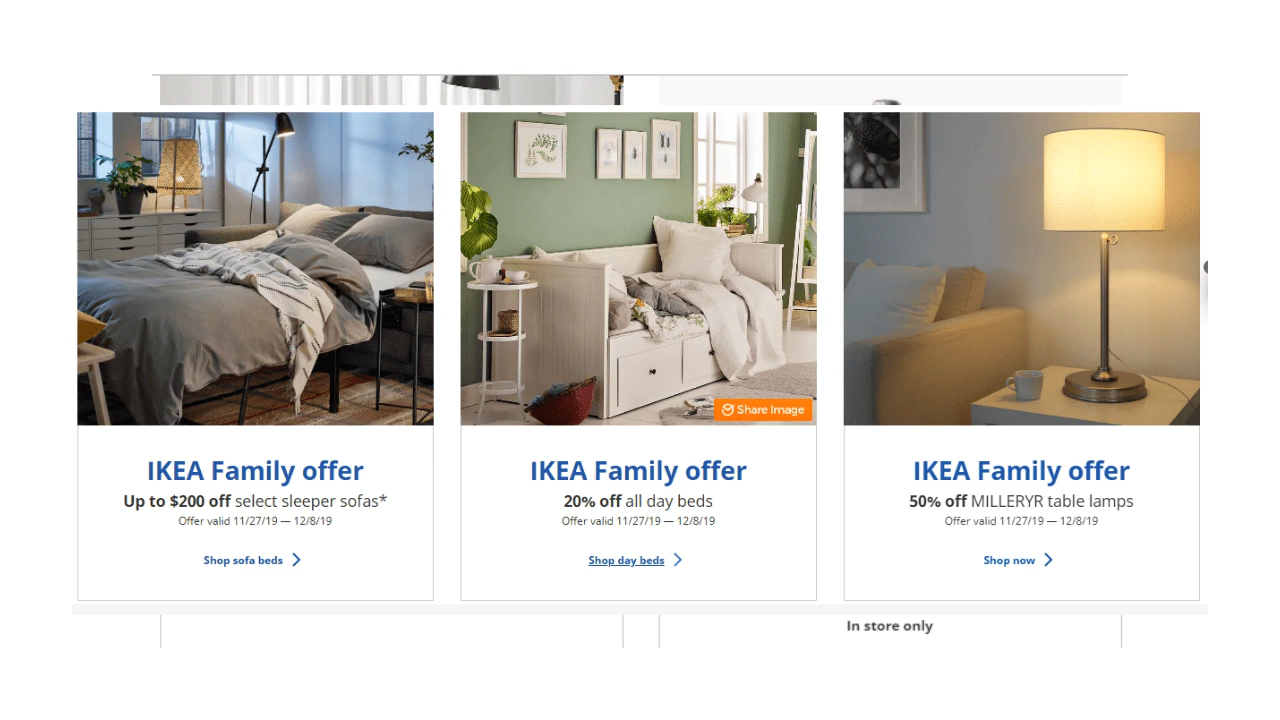 Share Image
IKEA Family offer
Up to $200 off select sleeper sofas*
Offer valid 11/27/19 — 12/8/19
Shop sofa beds
IKEA Family offer
20% off all day beds
Offer valid 11/27/19 — 12/8/19
Shop day beds
IKEA Family offer
50% off MILLERYR table lamps
Offer valid 11/27/19 — 12/8/19
Shop now
In store only